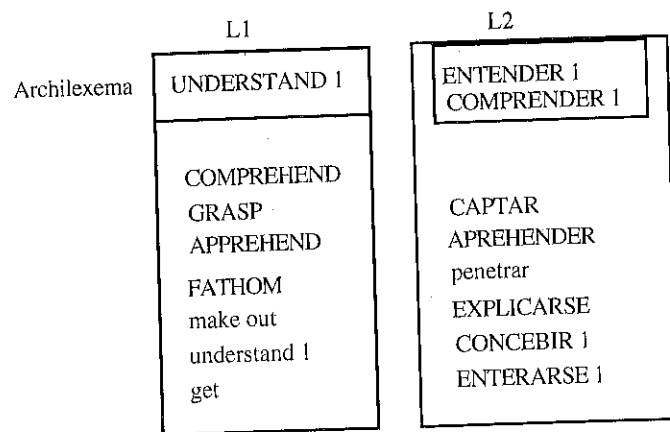 L1
L2
Archilexema
UNDERSTAND 1
ENTENDER 1
COMPRENDER 1
COMPREHEND
GRASP
APPREHEND
FATHOM
make out
understand 1
get
CAPTAR
APREHENDER
penetrar
EXPLICARSE
CONCEBIR 1
ENTERARSE 1